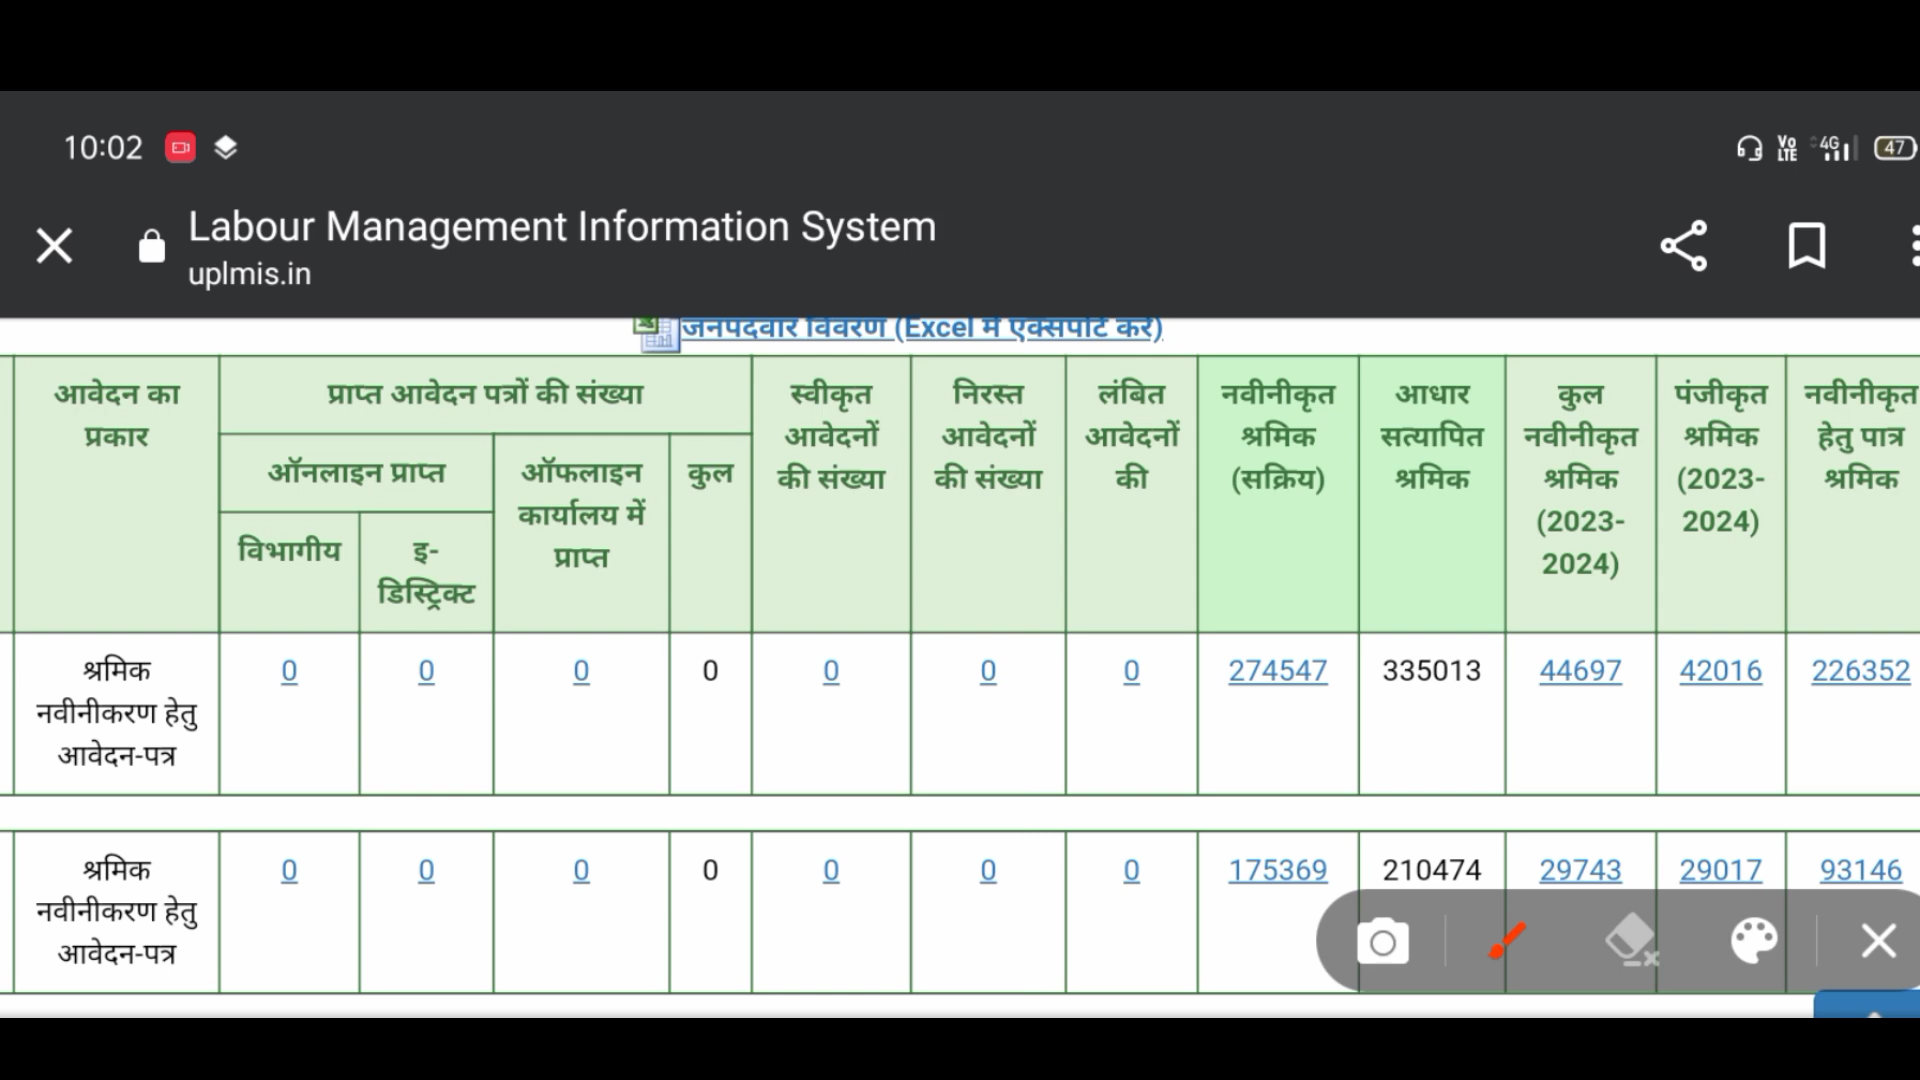 10:02
Vo LTE 4G 47
Labour Management Information System
uplmis.in
जनपदवार विवरण (Excel में एक्सपोर्ट करें)
आवेदन का
प्रकार
प्राप्त आवेदन पत्रों की संख्या
ऑनलाइन प्राप्त
विभागीय
इ-
डिस्ट्रिक्ट
ऑफलाइन
कार्यालय में
प्राप्त
कुल
स्वीकृत
आवेदनों
की संख्या
निरस्त
आवेदनों
की संख्या
लंबित
आवेदनों
की
नवीनीकृत
श्रमिक
(सक्रिय)
आधार
सत्यापित
श्रमिक
कुल
नवीनीकृत
श्रमिक
(2023-
2024)
पंजीकृत
श्रमिक
(2023-
2024)
नवीनीकृत
हेतु पात्र
श्रमिक
श्रमिक
नवीनीकरण हेतु
आवेदन-पत्र
0 0 0 0 0 0 0 274547 335013 44697 42016 226352
श्रमिक
नवीनीकरण हेतु
आवेदन-पत्र
0 0 0 0 0 0 0 175369 210474 29743 29017 93146